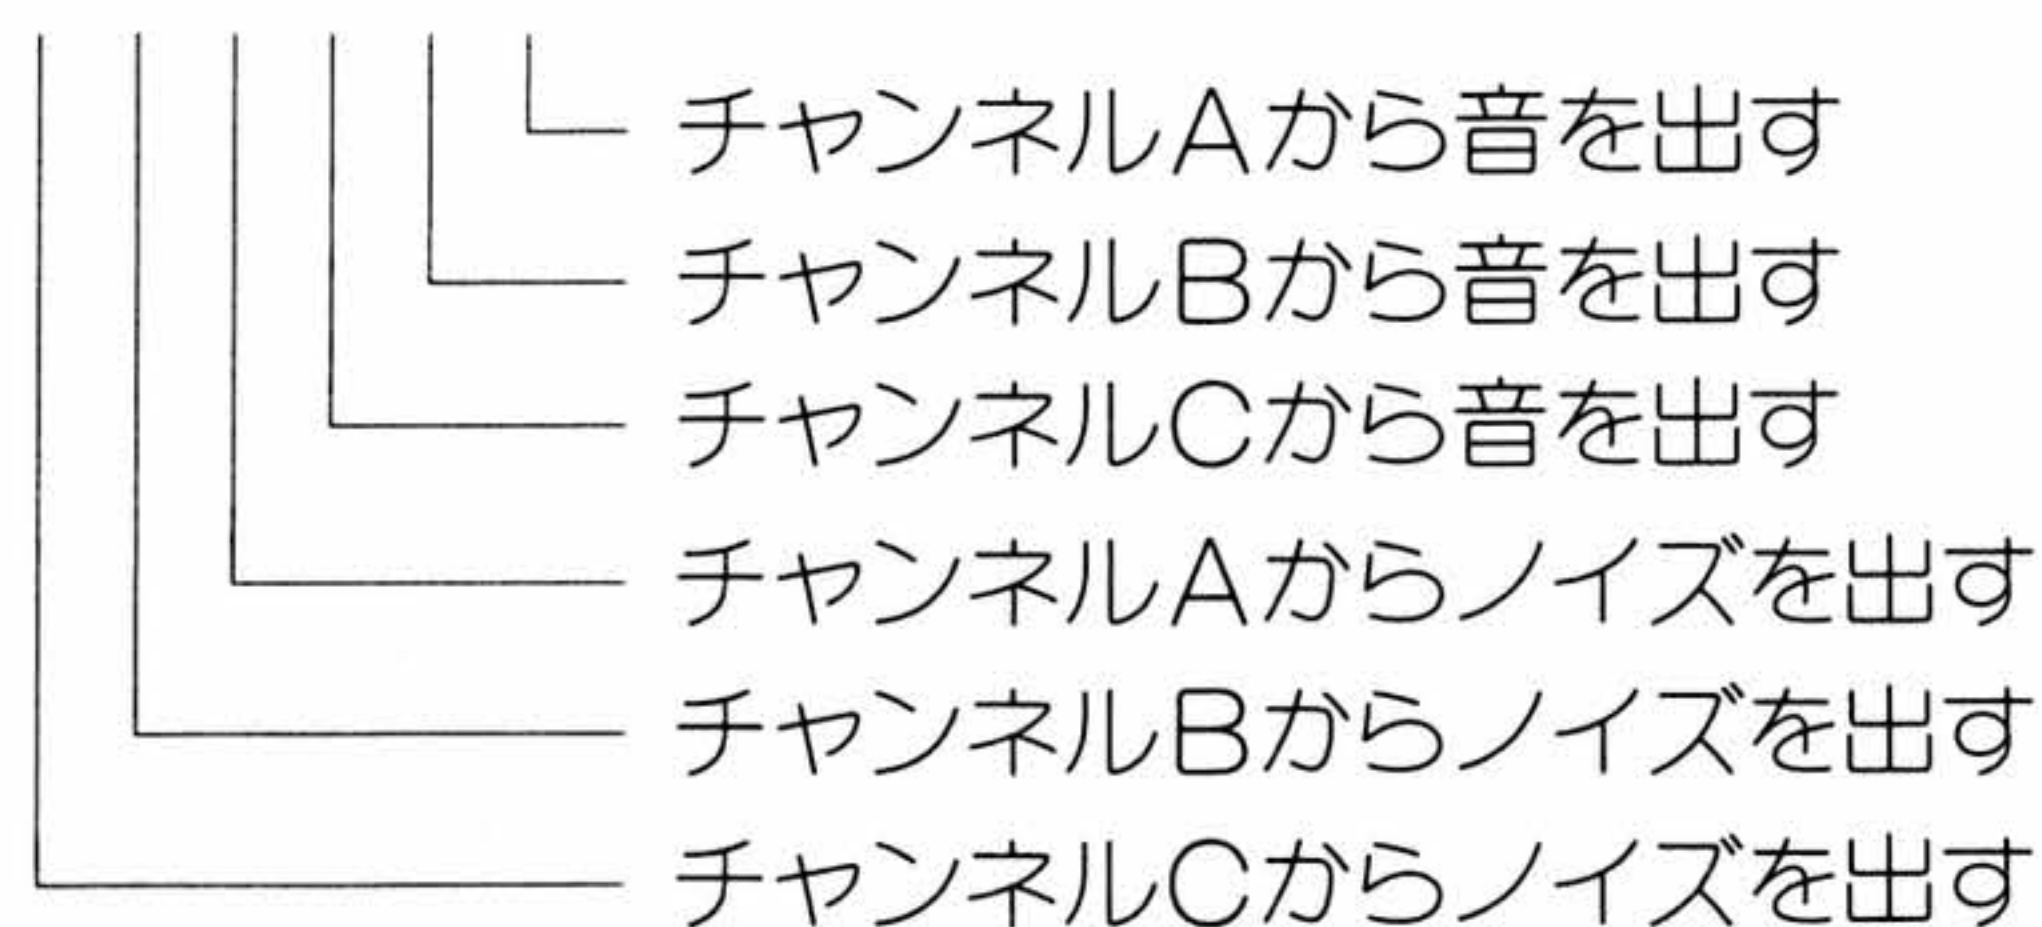 チャンネルAから音を出す
チャンネルBから音を出す
チャンネルCから音を出す
チャンネルAからノイズを出す
チャンネルBからノイズを出す
チャンネルCからノイズを出す